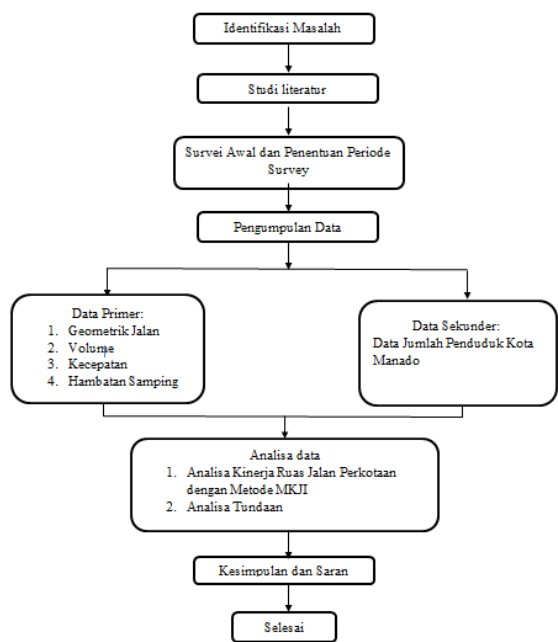 Identifikasi Masalah
Studi literatur
Survei Awal dan Penentuan Periode
Survey
Pengumpulan Data
Data Primer:
1. Geometrik Jalan
2. Volume
3. Kecepatan
4. Hambatan Samping
Data Sekunder:
Data Jumlah Penduduk Kota
Manado
Analisa data
1. Analisa Kinerja Ruas Jalan Perkotaan
dengan Metode MKJI
2. Analisa Tundaan
Kesimpulan dan Saran
Selesai